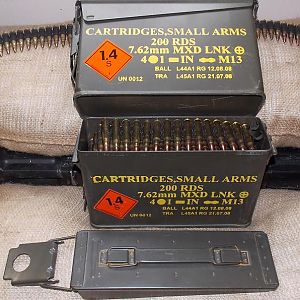 CARTRIDGES,SMALL ARMS
200 RDS
7.62mm MXD LNK ⊕
4●1 — IN M13
BALL L44A1 RG 12.08.08
TRA L45A1 RG 21.07.08
1.4
S
UN 0012
CARTRIDGES,SMALL ARMS
200 RDS
7.62mm MXD LNK ⊕
4●1 — IN M13
BALL L44A1 RG 12.08.08
TRA L45A1 RG 21.07.08
1.4
S
UN 0012